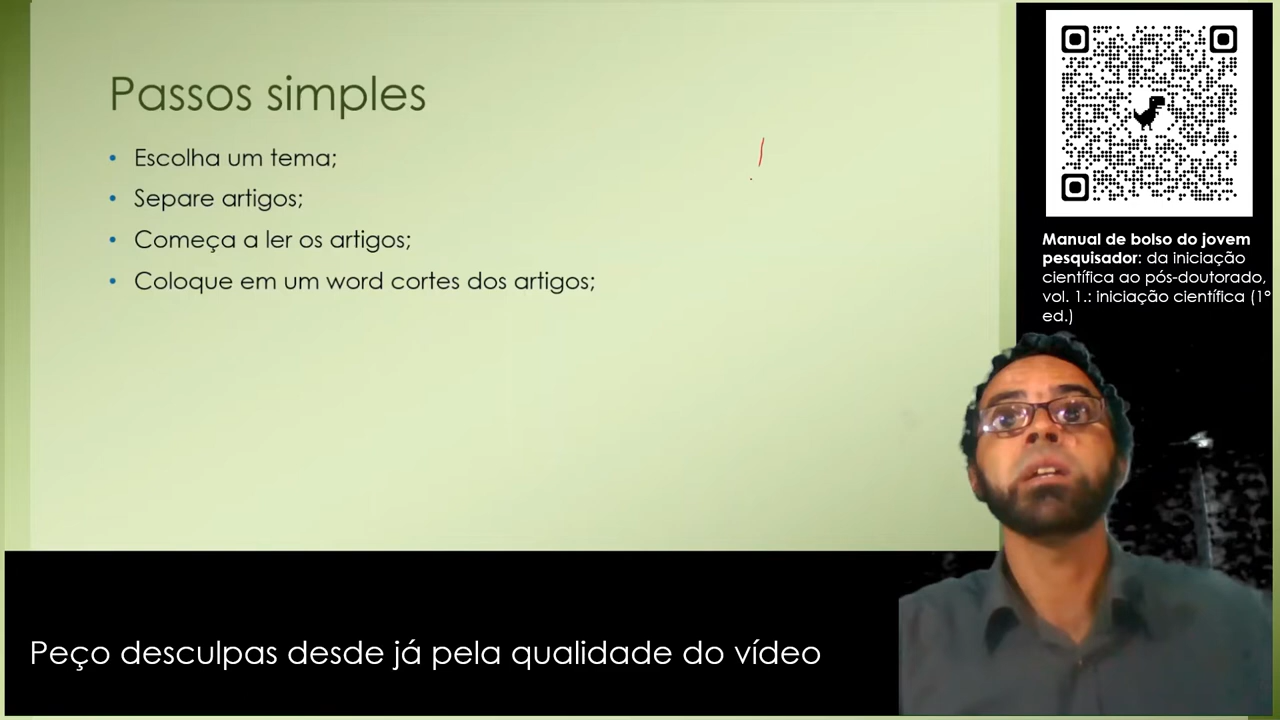 Passos simples
• Escolha um tema;
• Separe artigos;
• Começa a ler os artigos;
• Coloque em um word cortes dos artigos;
Manual de bolso do jovem
pesquisador: da iniciação
científica ao pós-doutorado,
vol. 1.: iniciação científica (1º
ed.)
Peço desculpas desde já pela qualidade do vídeo